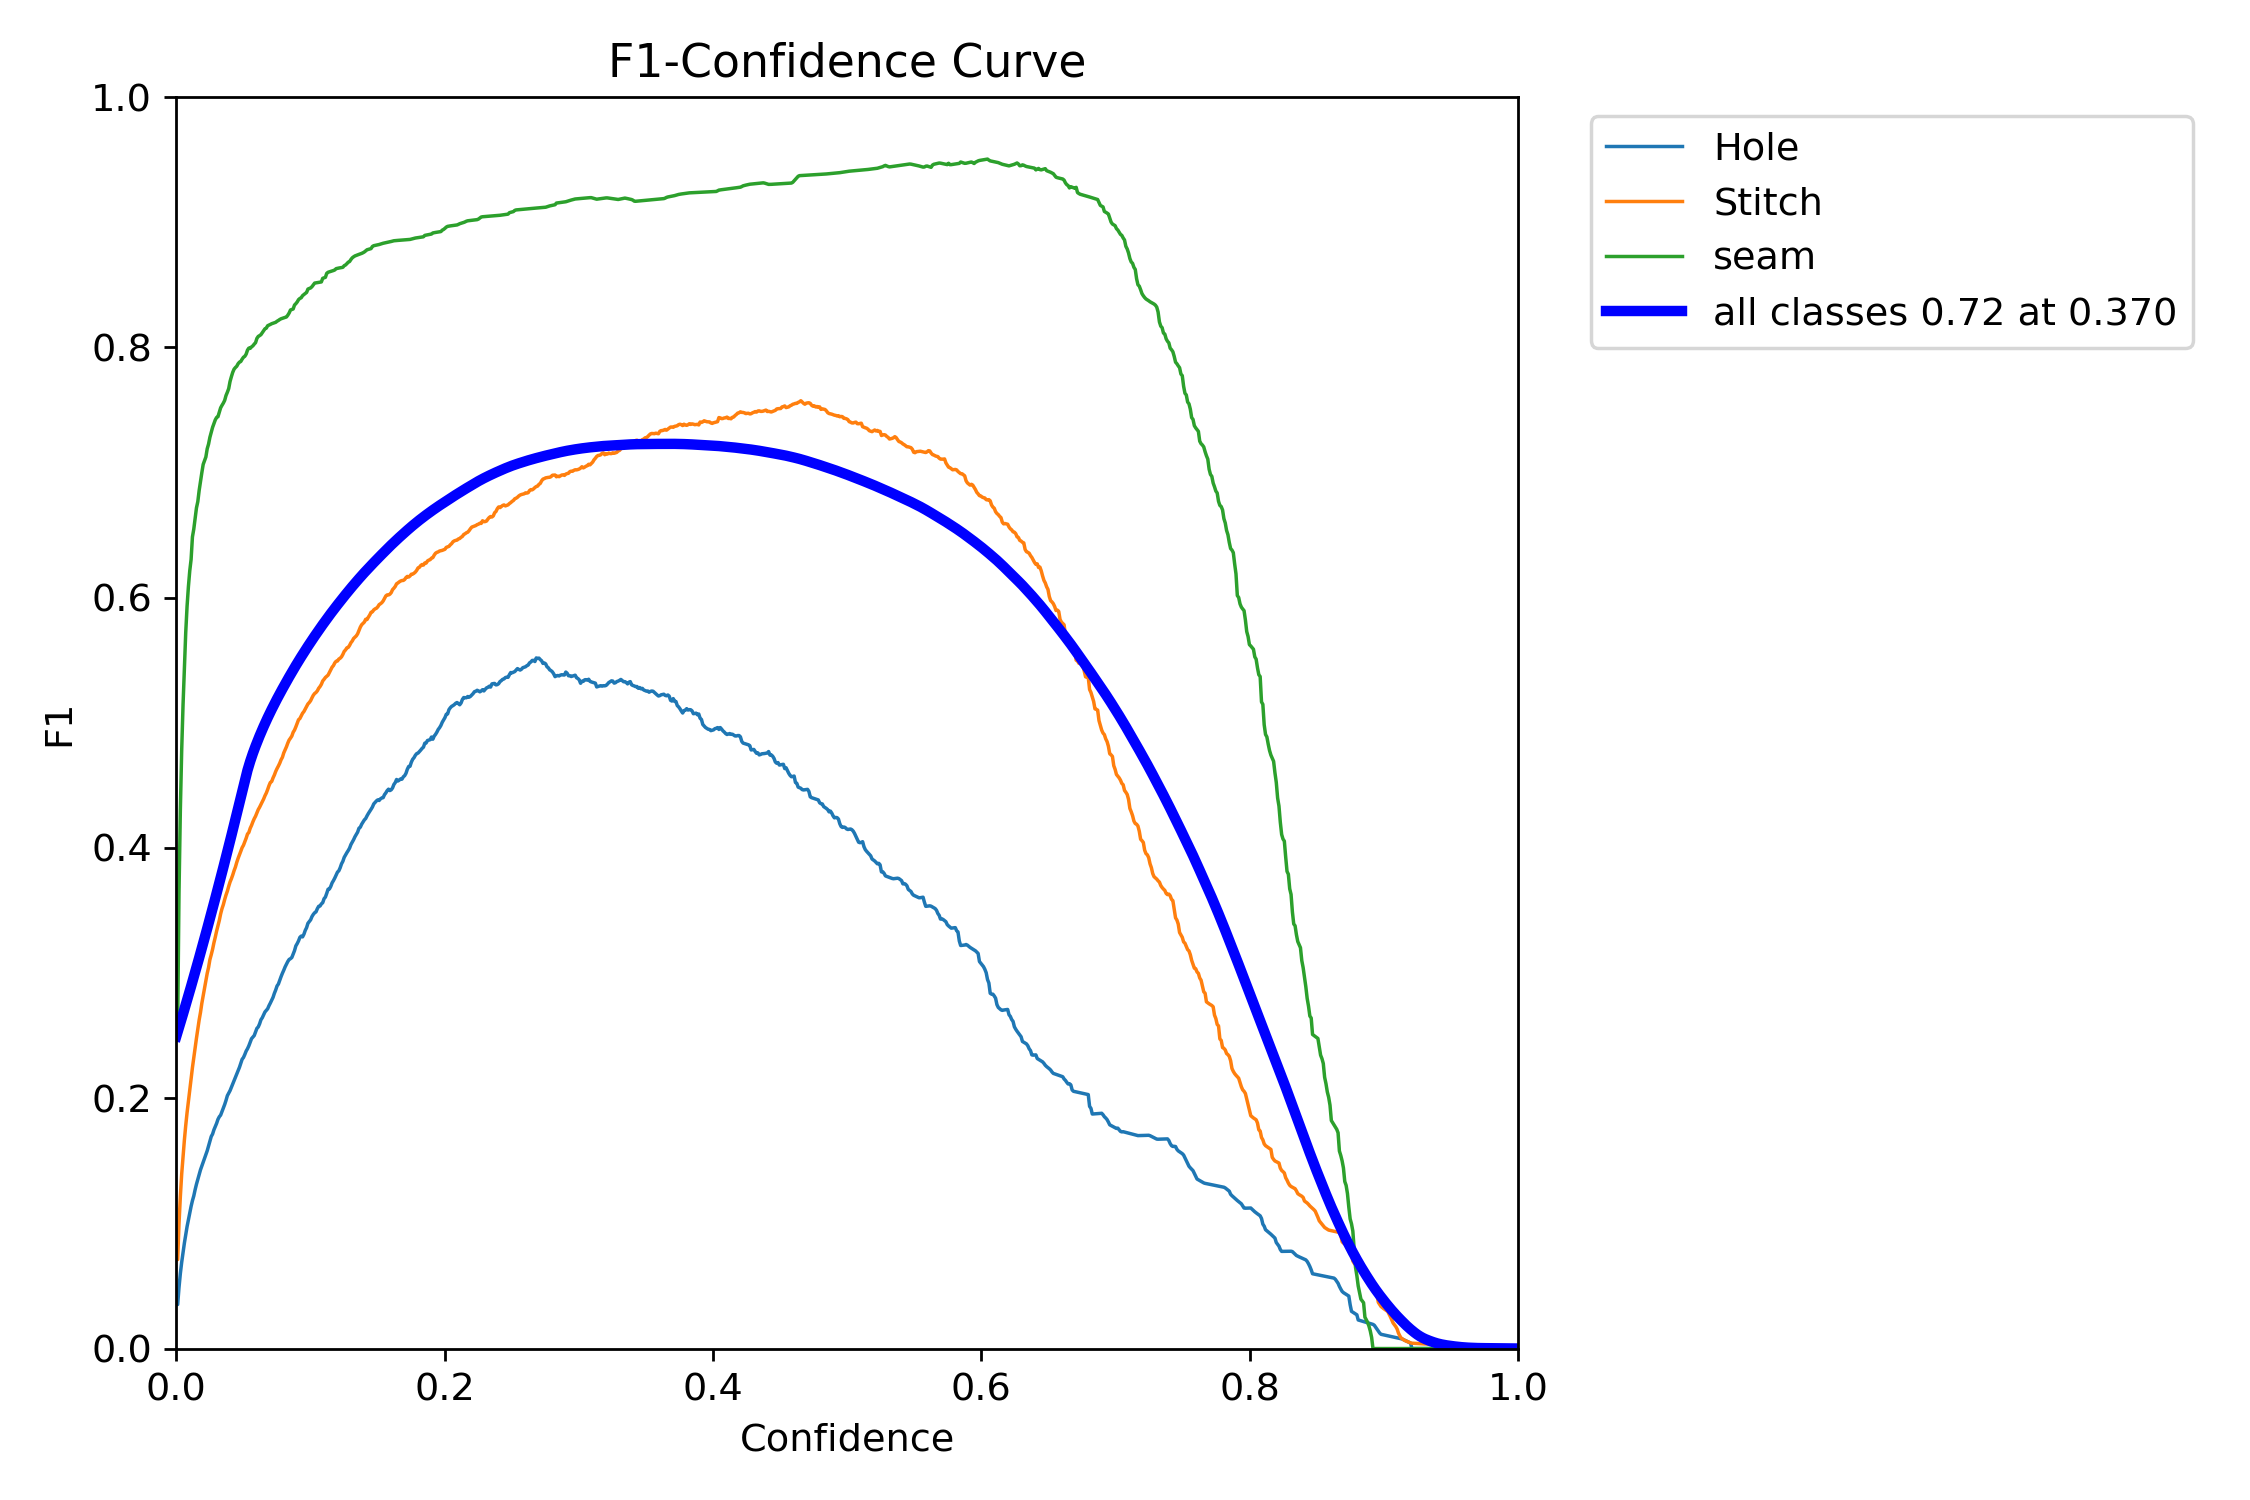 F1-Confidence Curve
1.0
0.8
0.6
0.4
0.2
0.0
F1
0.0 0.2 0.4 0.6 0.8 1.0
Confidence
Hole
Stitch
seam
all classes 0.72 at 0.370